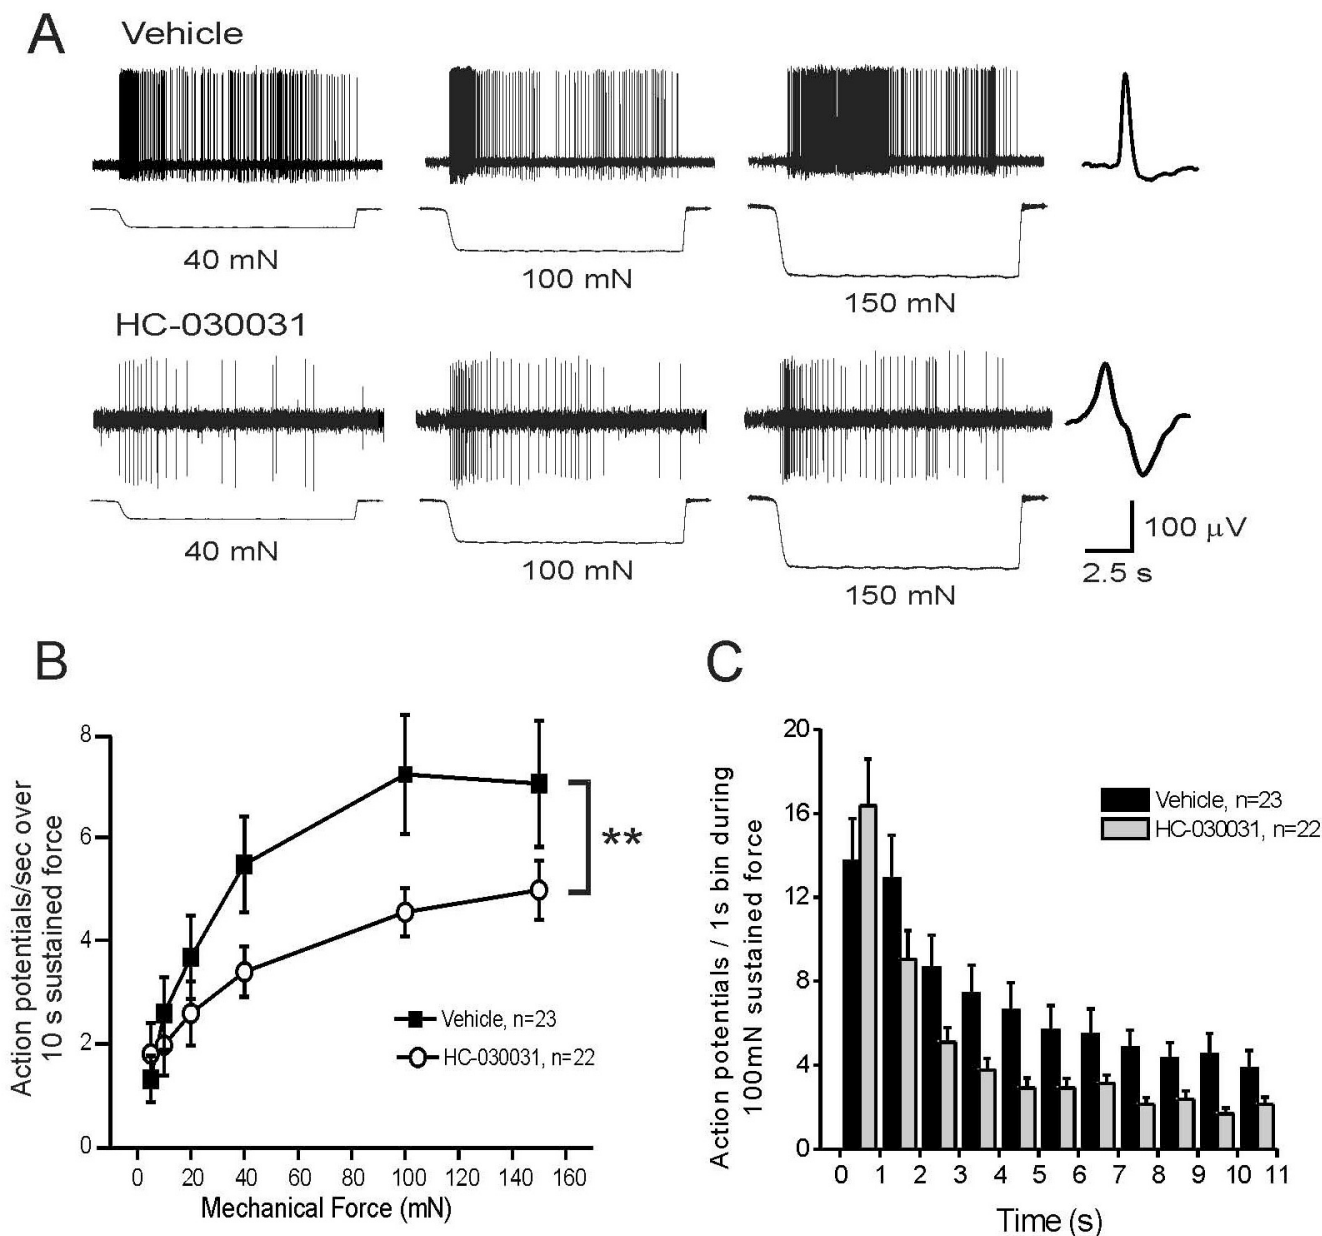 A
Vehicle
40 mN
100 mN
150 mN
HC-030031
40 mN
100 mN
150 mN
100 μV
2.5 s
B
Action potentials/sec over
10 s sustained force
8
6
4
2
0
**
Vehicle, n=23
HC-030031, n=22
0 20 40 60 80 100 120 140 160
Mechanical Force (mN)
C
Action potentials / 1s bin during
100mN sustained force
20
16
12
8
4
0
Vehicle, n=23
HC-030031, n=22
0 1 2 3 4 5 6 7 8 9 10 11
Time (s)